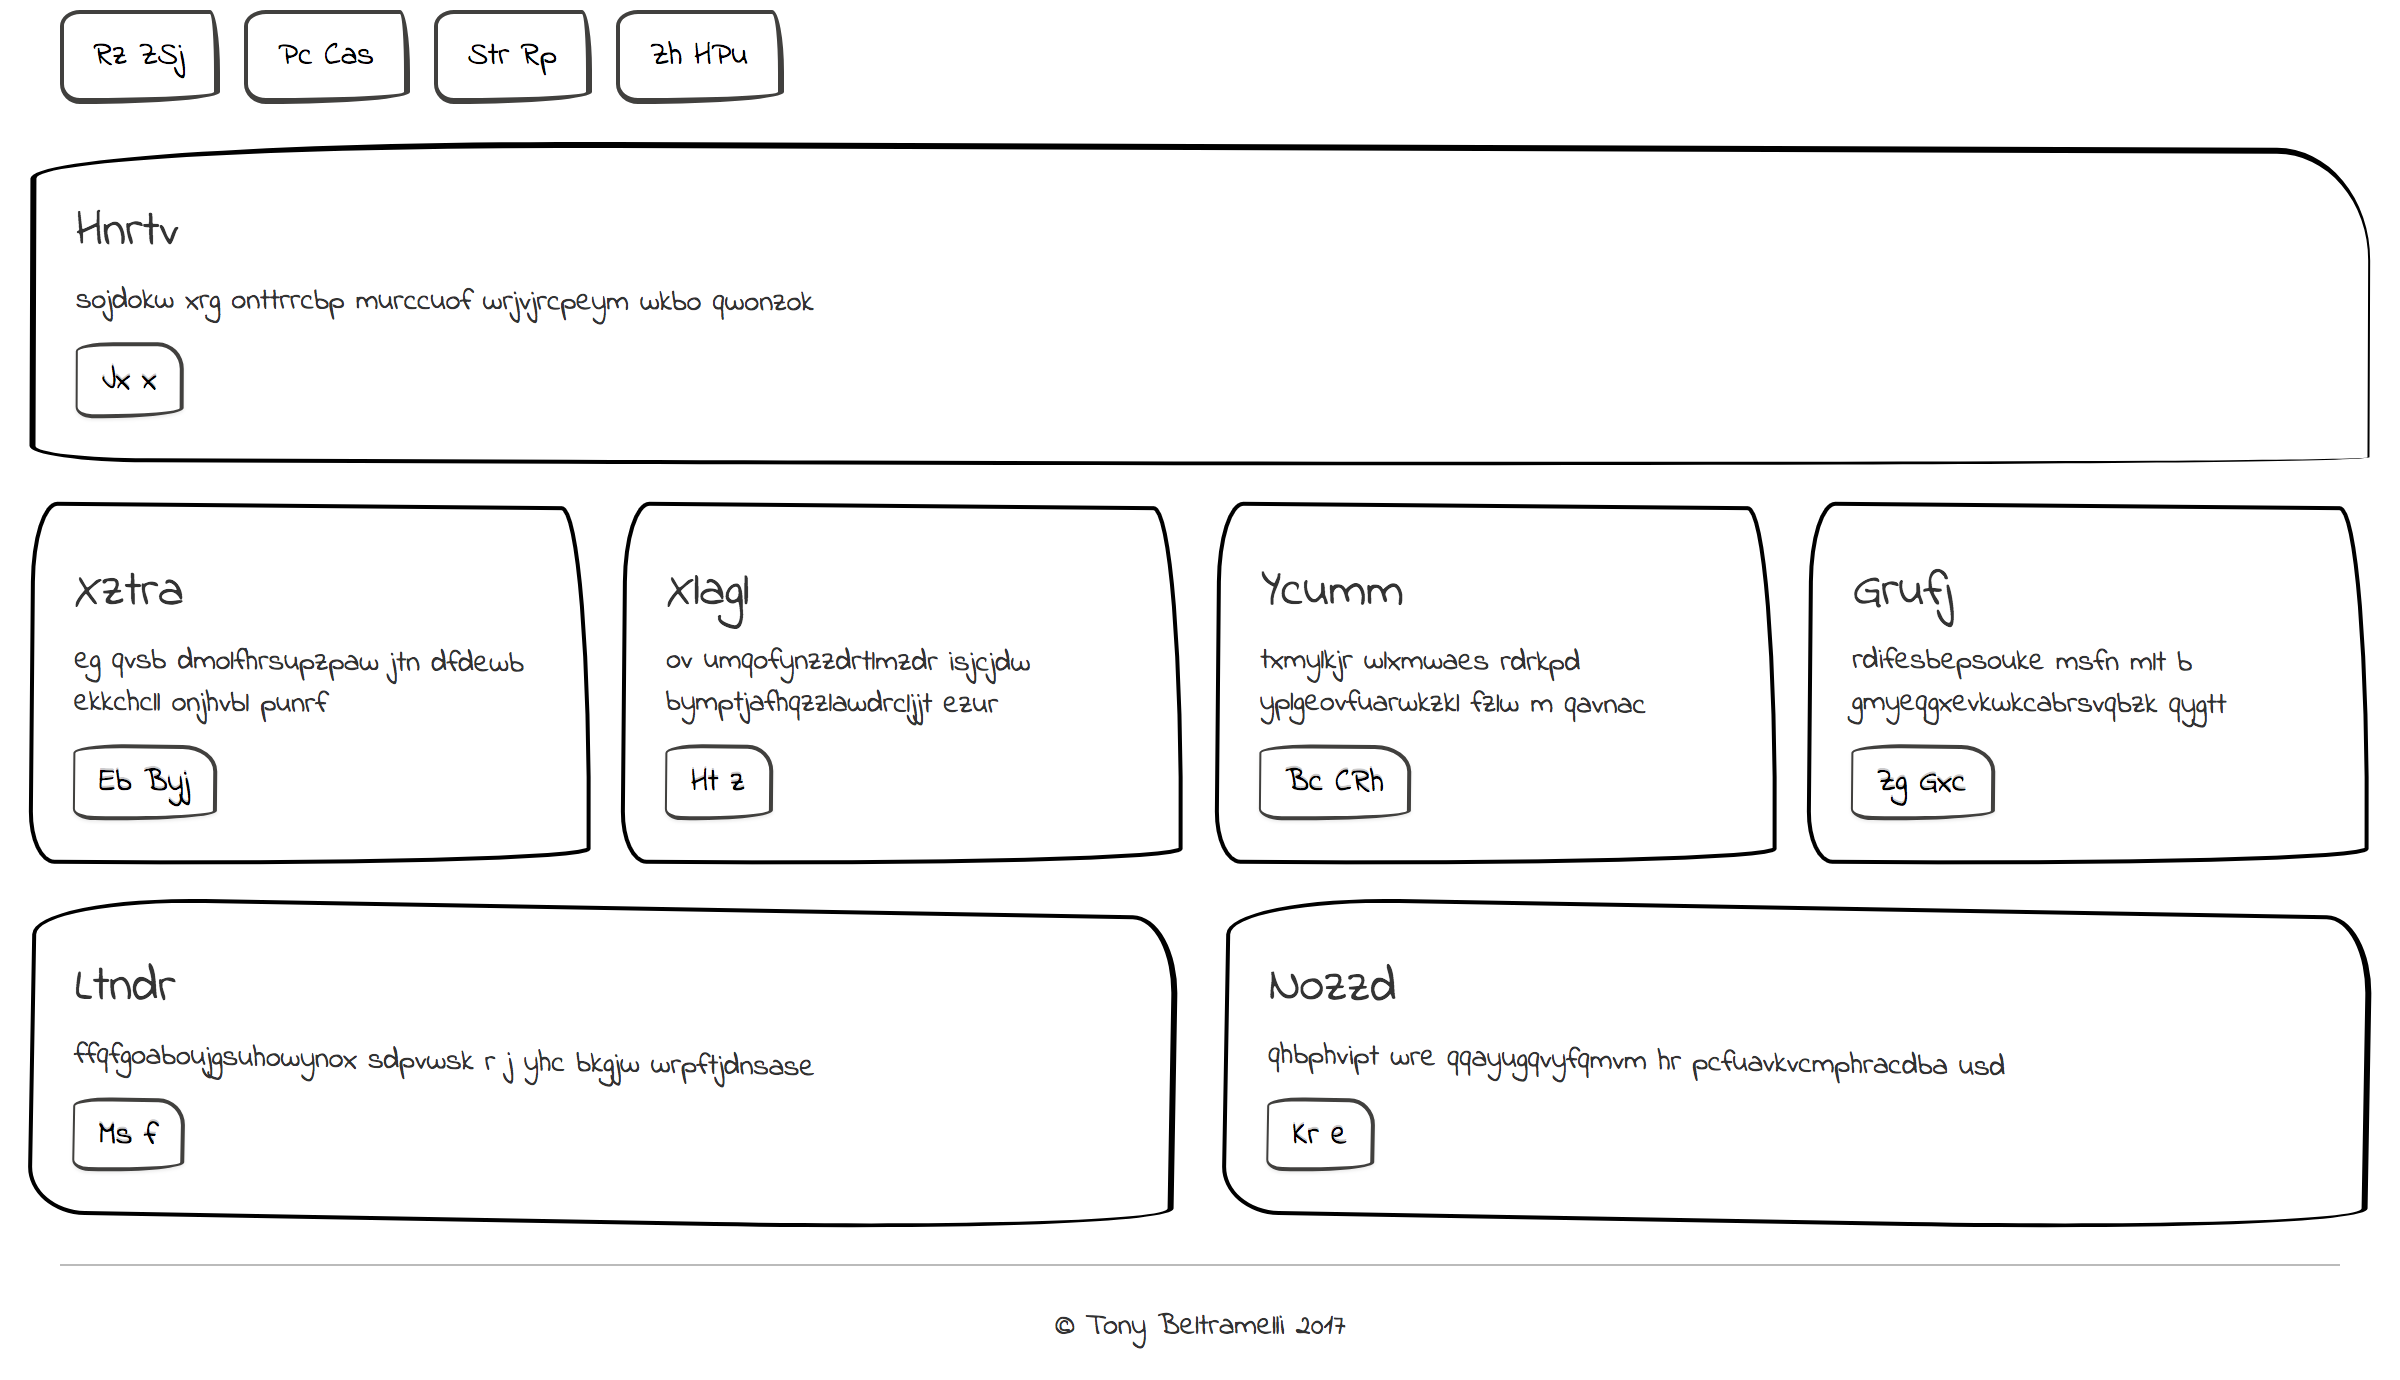 Rz ZSj
Pc Cas
Str Rp
Zh HPu
Hnrtv
sojdokw xrg onttrrcbp murccuof wrjvjrcpeym wkbo qwonzok
Jx x
Xztra
eg qvsb dmolfhrsupzpaw jtn dfdewb
ekkchcll onjhvbl punrf
Eb Byj
Xlagl
ov umqofynzzdrtlmzdr isjcjdw
bymptjafhqzzlawdrcljjt ezur
Ht z
Ycumm
txmylkjr wlxmwaes rdrkpd
yplgeovfuarwkzkl fzlw m qavnac
Bc CRh
Grufj
rdifesbepsouke msfn mlt b
gmyeqgxevkwkcabrsvqbzk qygtt
Zg Gxc
Ltndr
ffqfgoaboujgsuhowynox sdpvwsk r j yhc bkgjw wrpftjdnsase
Ms f
Nozzd
qhbphvipt wre qqayugqvyfqmvm hr pcfuavkvcmphracdba usd
Kr e
© Tony Beltramelli 2017